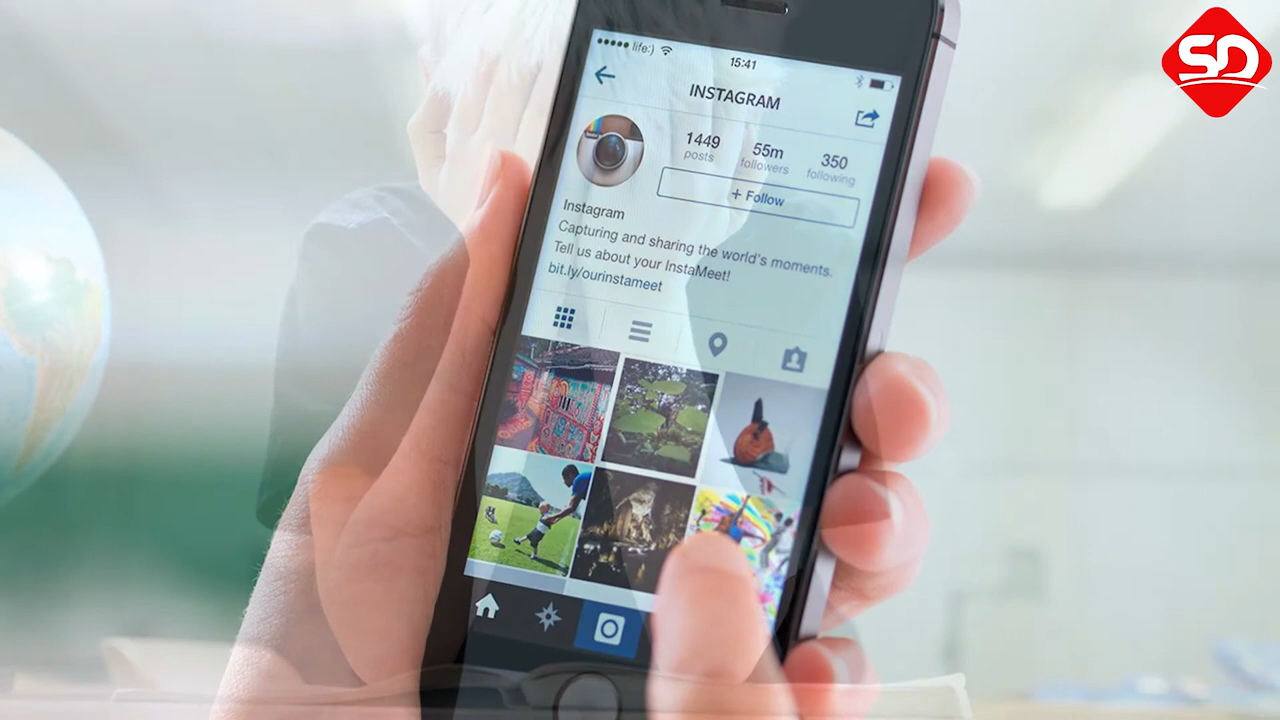 SD
life:)
15:41
INSTAGRAM
1449
posts
55m
followers
350
following
+ Follow
Instagram
Capturing and sharing the world's moments.
Tell us about your InstaMeet!
bit.ly/ourinstameet